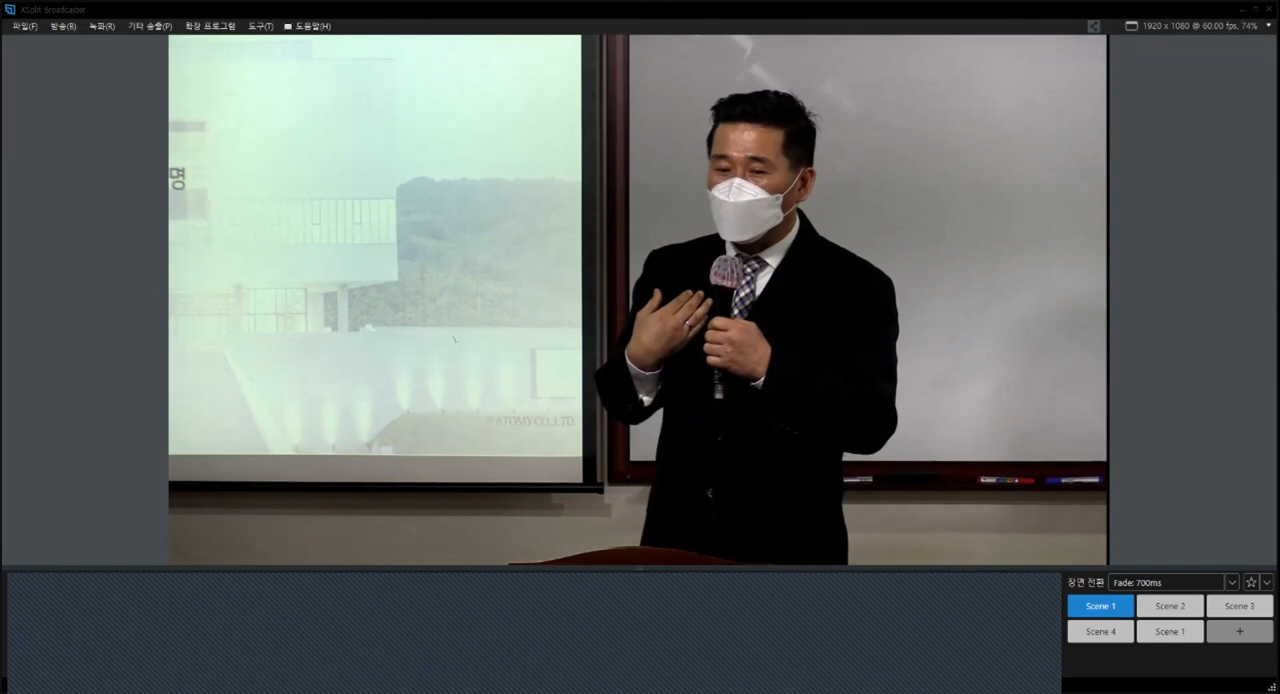 XSplit Broadcaster
파일(F) 방송(B) 녹화(R) 기타 송출(P) 확장 프로그램 도구(T) 도움말(H)
1920 x 1080 @ 60.00 fps, 74%
명
ATOMY CO.,LTD.
장면 전환 Fade: 700ms
Scene 1 Scene 2 Scene 3
Scene 4 Scene 1 +